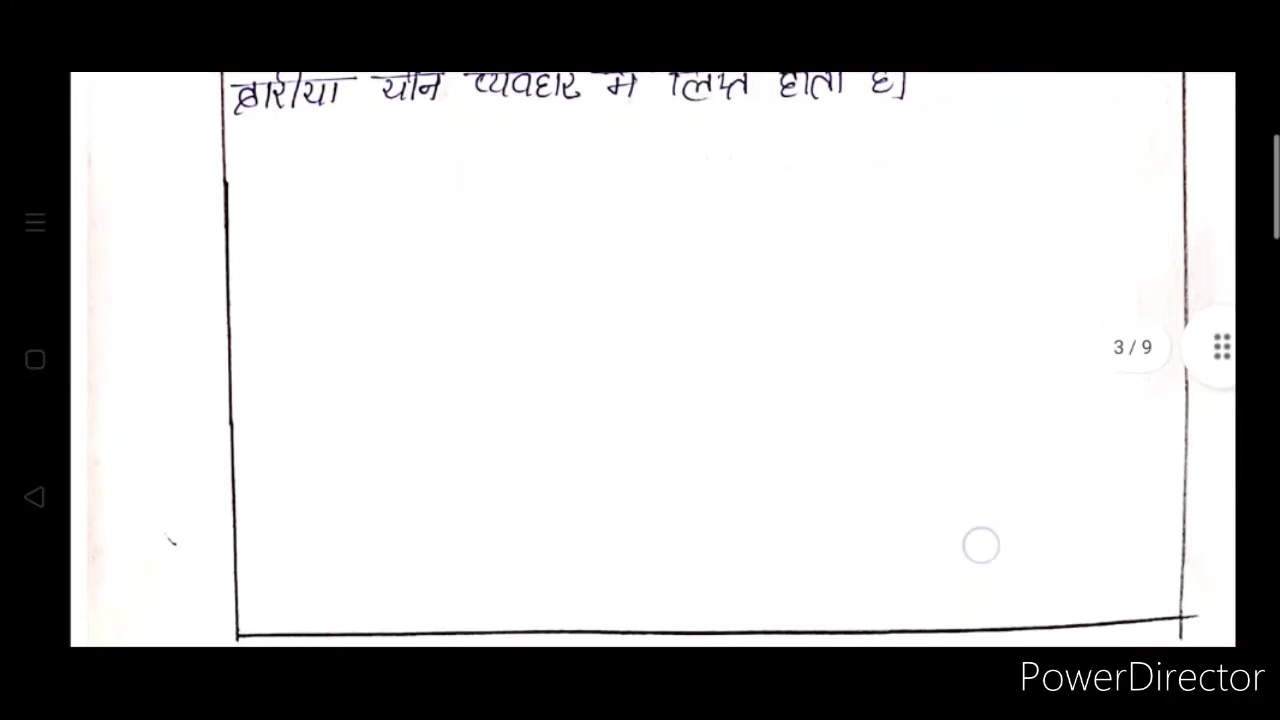 यौन व्यवहार में लिप्त होता है।
3 / 9
PowerDirector